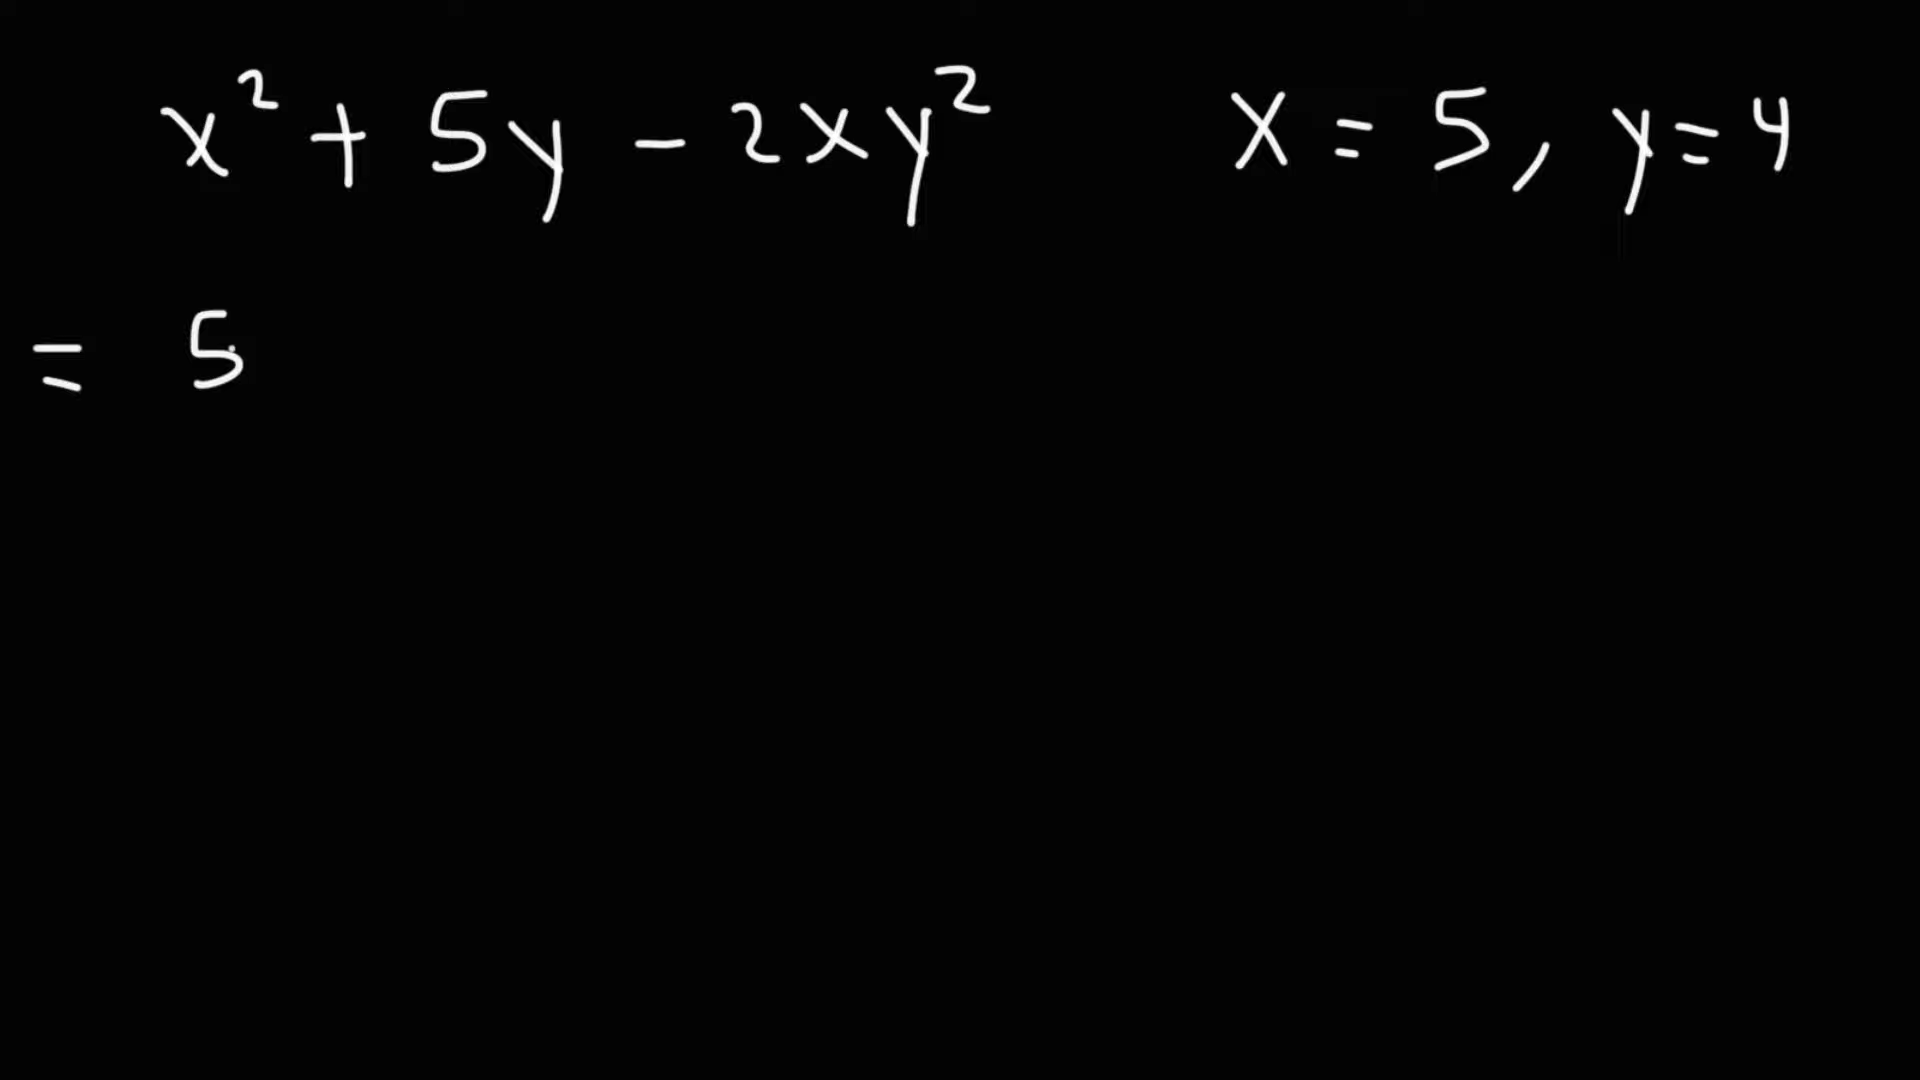 x² + 5y - 2xy² x = 5, y = 4
= 5